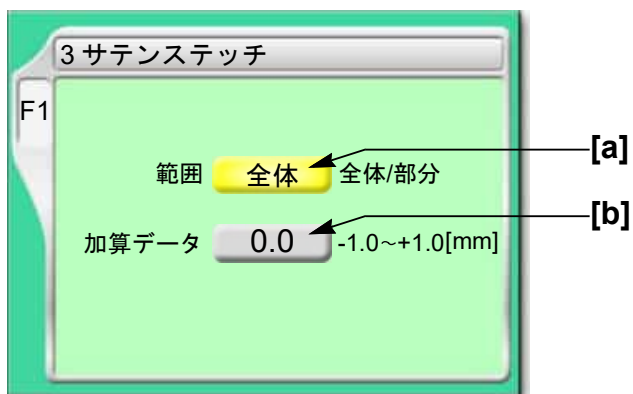 3 サテンステッチ
F1
範囲 全体 全体/部分 [a]
加算データ 0.0 -1.0~+1.0[mm] [b]